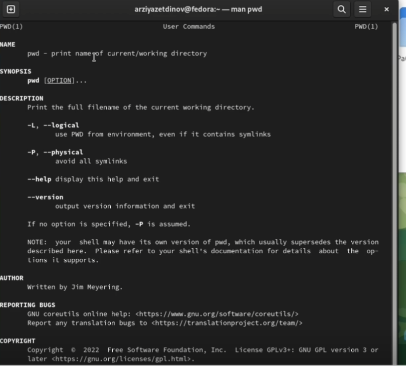 arziyazetdinov@fedora:~ — man pwd
PWD(1) User Commands PWD(1)
NAME
pwd - print name of current/working directory
SYNOPSIS
pwd [OPTION]...
DESCRIPTION
Print the full filename of the current working directory.
-L, --logical
use PWD from environment, even if it contains symlinks
-P, --physical
avoid all symlinks
--help display this help and exit
--version
output version information and exit
If no option is specified, -P is assumed.
NOTE: your shell may have its own version of pwd, which usually supersedes the version
described here. Please refer to your shell's documentation for details about the op-
tions it supports.
AUTHOR
Written by Jim Meyering.
REPORTING BUGS
GNU coreutils online help: <https://www.gnu.org/software/coreutils/>
Report any translation bugs to <https://translationproject.org/team/>
COPYRIGHT
Copyright © 2022 Free Software Foundation, Inc. License GPLv3+: GNU GPL version 3 or
later <https://gnu.org/licenses/gpl.html>.